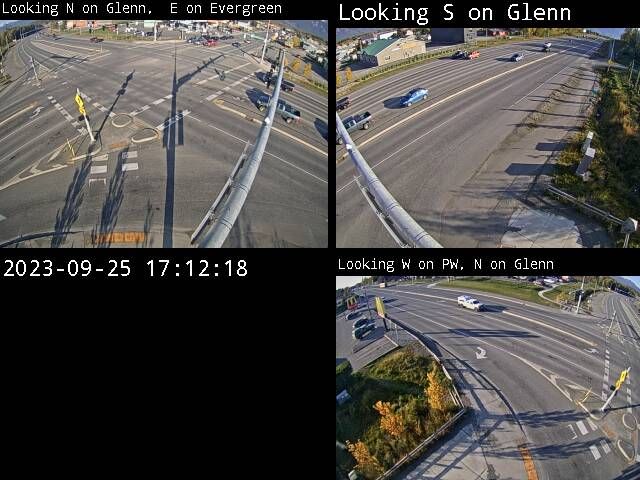 Looking N on Glenn, E on Evergreen
Looking S on Glenn
2023-09-25 17:12:18
Looking W on PW, N on Glenn